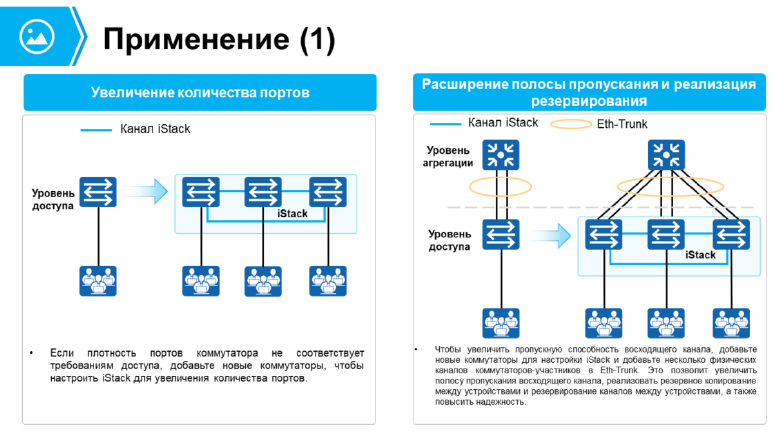 Применение (1)
Увеличение количества портов
Канал iStack
Уровень
доступа
iStack
• Если плотность портов коммутатора не соответствует
требованиям доступа, добавьте новые коммутаторы, чтобы
настроить iStack для увеличения количества портов.
Расширение полосы пропускания и реализация
резервирования
Канал iStack
Eth-Trunk
Уровень
агрегации
Уровень
доступа
iStack
• Чтобы увеличить пропускную способность восходящего канала, добавьте
новые коммутаторы для настройки iStack и добавьте несколько физических
каналов коммутаторов-участников в Eth-Trunk. Это позволит увеличить
полосу пропускания восходящего канала, реализовать резервное копирование
между устройствами и резервирование каналов между устройствами, а также
повысить надежность.